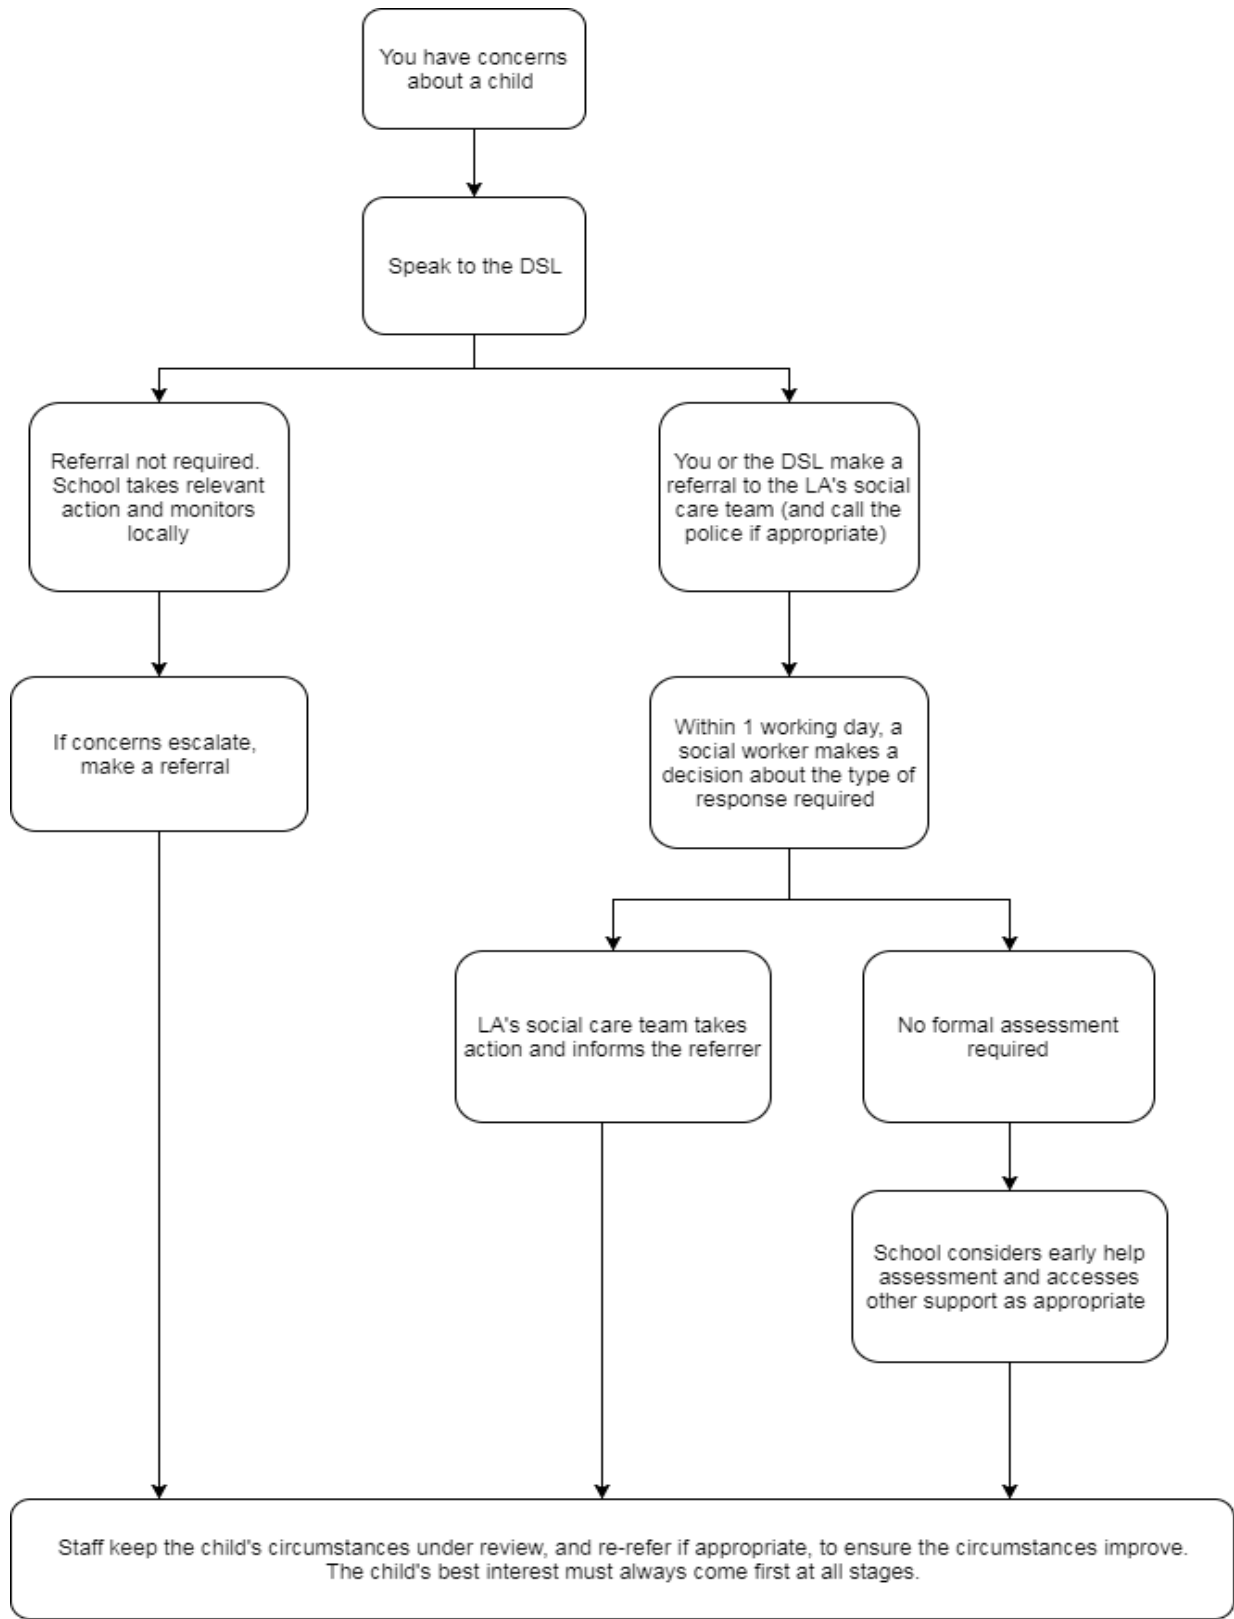 You have concerns
about a child
Speak to the DSL
Referral not required.
School takes relevant
action and monitors
locally
You or the DSL make a
referral to the LA's social
care team (and call the
police if appropriate)
If concerns escalate,
make a referral
Within 1 working day, a
social worker makes a
decision about the type of
response required
LA's social care team takes
action and informs the referrer
No formal assessment
required
School considers early help
assessment and accesses
other support as appropriate
Staff keep the child's circumstances under review, and re-refer if appropriate, to ensure the circumstances improve.
The child's best interest must always come first at all stages.